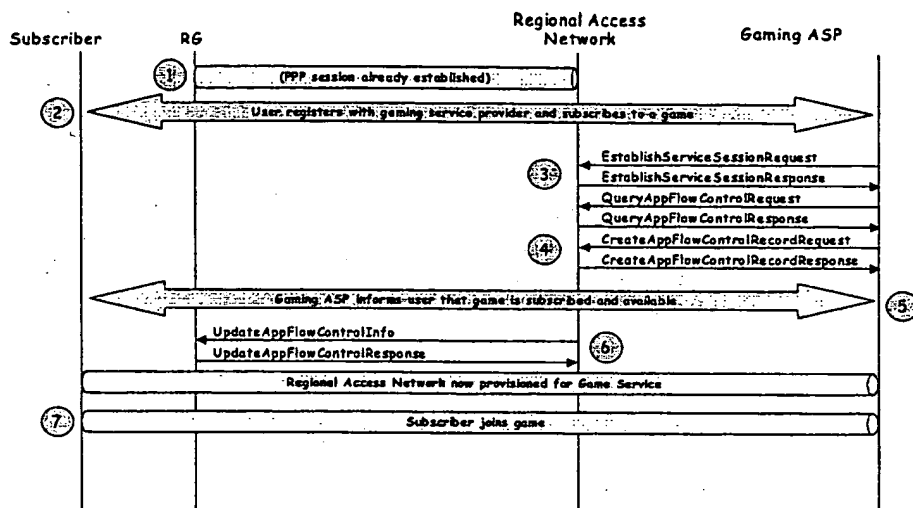 Subscriber
RG
Regional Access
Network
Gaming ASP
1
(PPP session already established)
2
User registers with gaming service provider and subscribes to a game
EstablishServiceSessionRequest
3
EstablishServiceSessionResponse
QueryAppFlowControlRequest
QueryAppFlowControlResponse
4
CreateAppFlowControlRecordRequest
CreateAppFlowControlRecordResponse
Gaming ASP informs user that game is subscribed and available.
5
UpdateAppFlowControlInfo
6
UpdateAppFlowControlResponse
Regional Access Network now provisioned for Game Service
7
Subscriber joins game